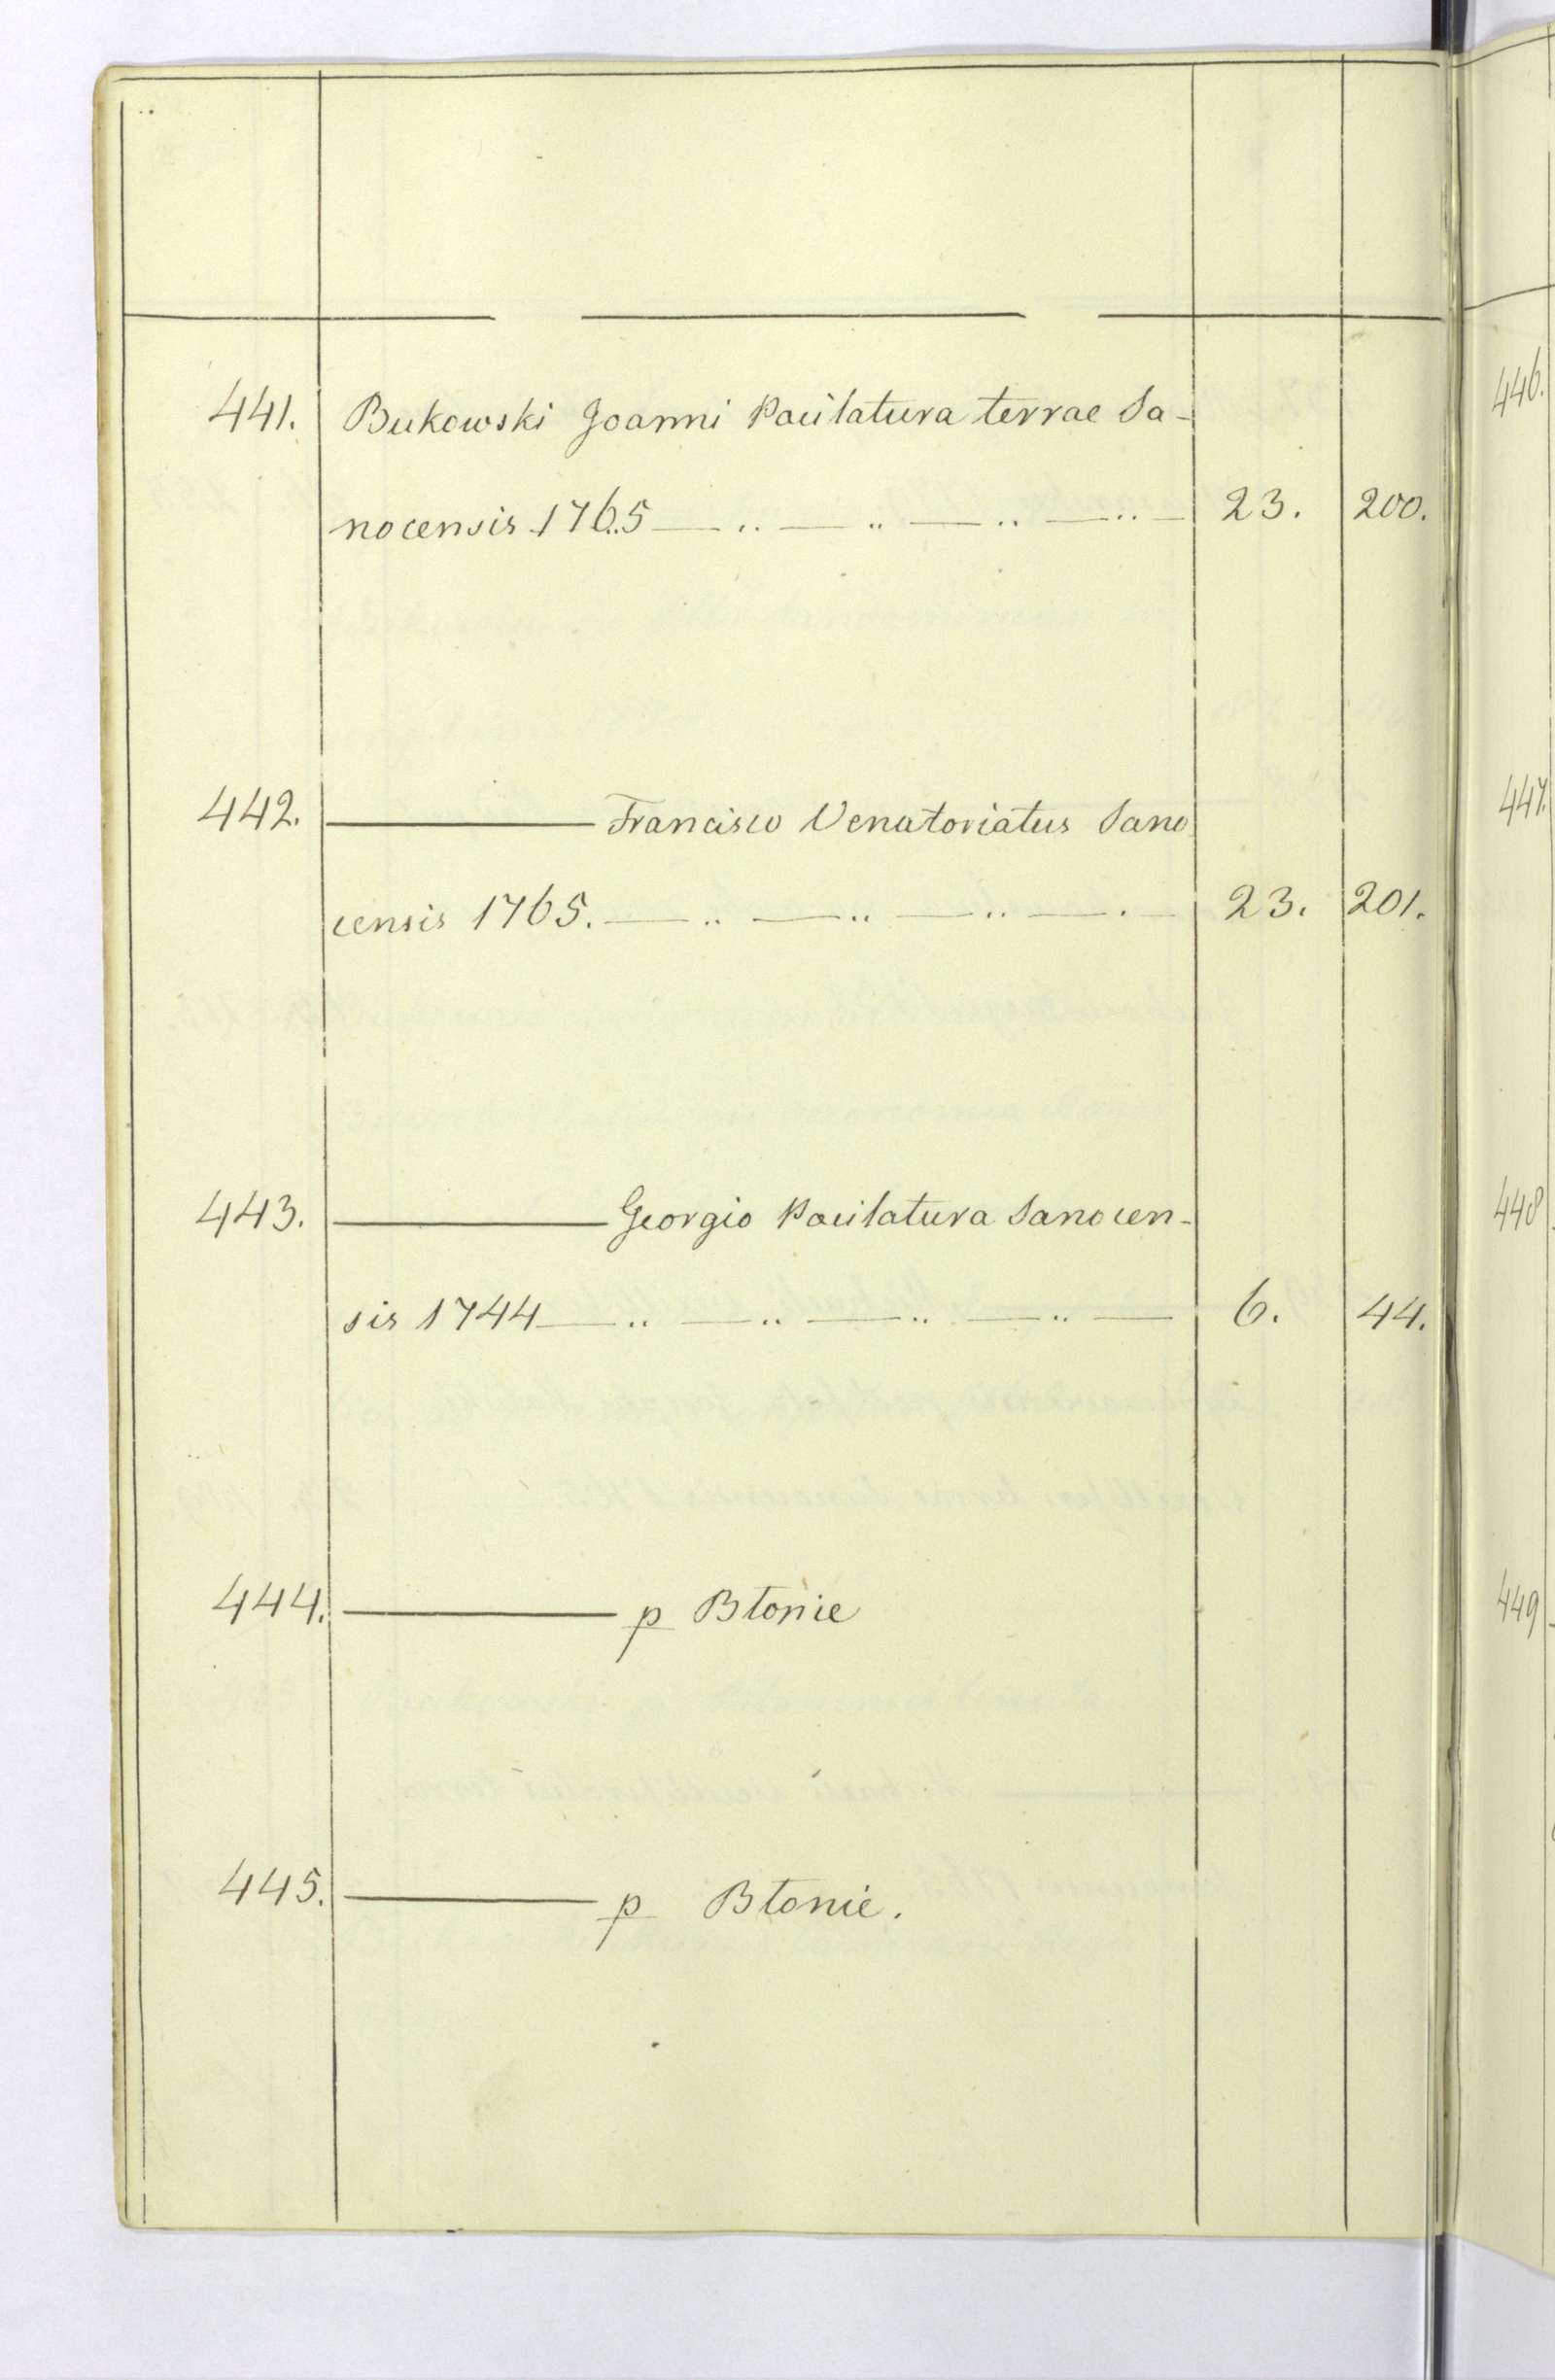 441. Bukowski Joanni Pocilatura terrae Sa-
nocensis 1765 — .. — .. — .. — .. — 23. 200.
442. ——— Francisco Venatoriatus Sano
censis 1765. — .. — .. — .. — . — 23. 201.
443. ——— Georgio Pocilatura Sanocen-
sis 1744 — .. — .. — .. — .. — 6. 44.
444. ——— p Błonie
445. ——— p Błonie.
446.
447.
448
449